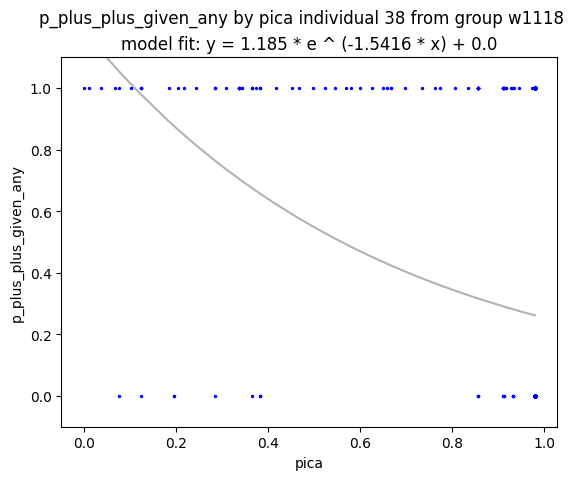 p_plus_plus_given_any by pica individual 38 from group w1118
model fit: y = 1.185 * e ^ (-1.5416 * x) + 0.0
p_plus_plus_given_any
1.0
0.8
0.6
0.4
0.2
0.0
0.0 0.2 0.4 0.6 0.8 1.0
pica